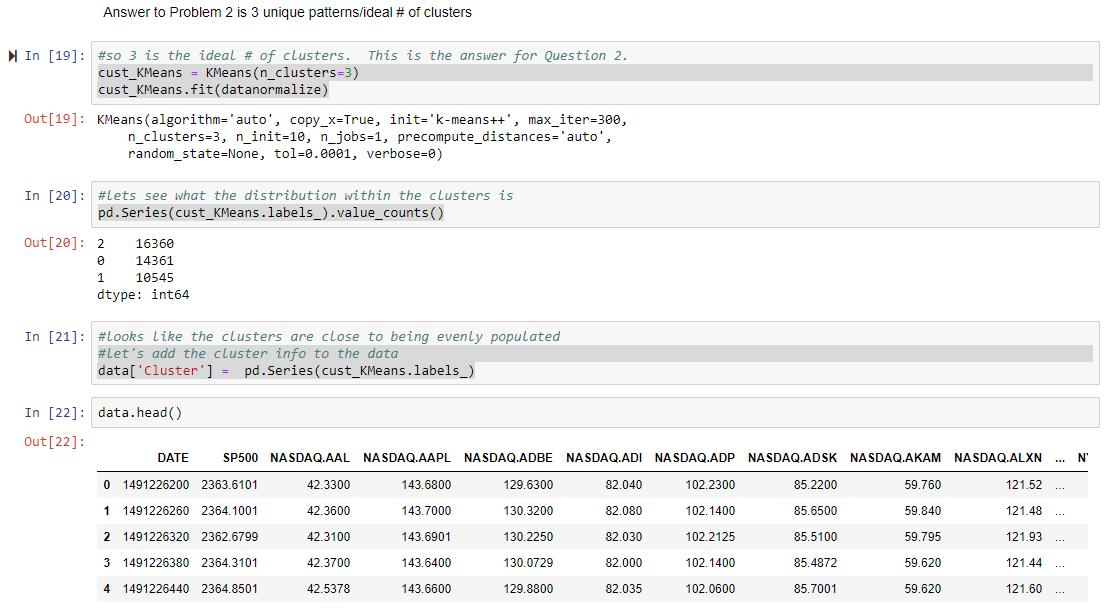 Answer to Problem 2 is 3 unique patterns/ideal # of clusters
In [19]: #so 3 is the ideal # of clusters.  This is the answer for Question 2.
cust_KMeans = KMeans(n_clusters=3)
cust_KMeans.fit(datanormalize)
Out[19]: KMeans(algorithm='auto', copy_x=True, init='k-means++', max_iter=300,
n_clusters=3, n_init=10, n_jobs=1, precompute_distances='auto',
random_state=None, tol=0.0001, verbose=0)
In [20]: #lets see what the distribution within the clusters is
pd.Series(cust_KMeans.labels_).value_counts()
Out[20]: 2    16360
0    14361
1    10545
dtype: int64
In [21]: #looks like the clusters are close to being evenly populated
#let's add the cluster info to the data
data['Cluster'] =  pd.Series(cust_KMeans.labels_)
In [22]: data.head()
Out[22]:
DATE SP500 NASDAQ.AAL NASDAQ.AAPL NASDAQ.ADBE NASDAQ.ADI NASDAQ.ADP NASDAQ.ADSK NASDAQ.AKAM NASDAQ.ALXN ...
0 1491226200 2363.6101 42.3300 143.6800 129.6300 82.040 102.2300 85.2200 59.760 121.52 ...
1 1491226260 2364.1001 42.3600 143.7000 130.3200 82.080 102.1400 85.6500 59.840 121.48 ...
2 1491226320 2362.6799 42.3100 143.6901 130.2250 82.030 102.2125 85.5100 59.795 121.93 ...
3 1491226380 2364.3101 42.3700 143.6400 130.0729 82.000 102.1400 85.4872 59.620 121.44 ...
4 1491226440 2364.8501 42.5378 143.6600 129.8800 82.035 102.0600 85.7001 59.620 121.60 ...